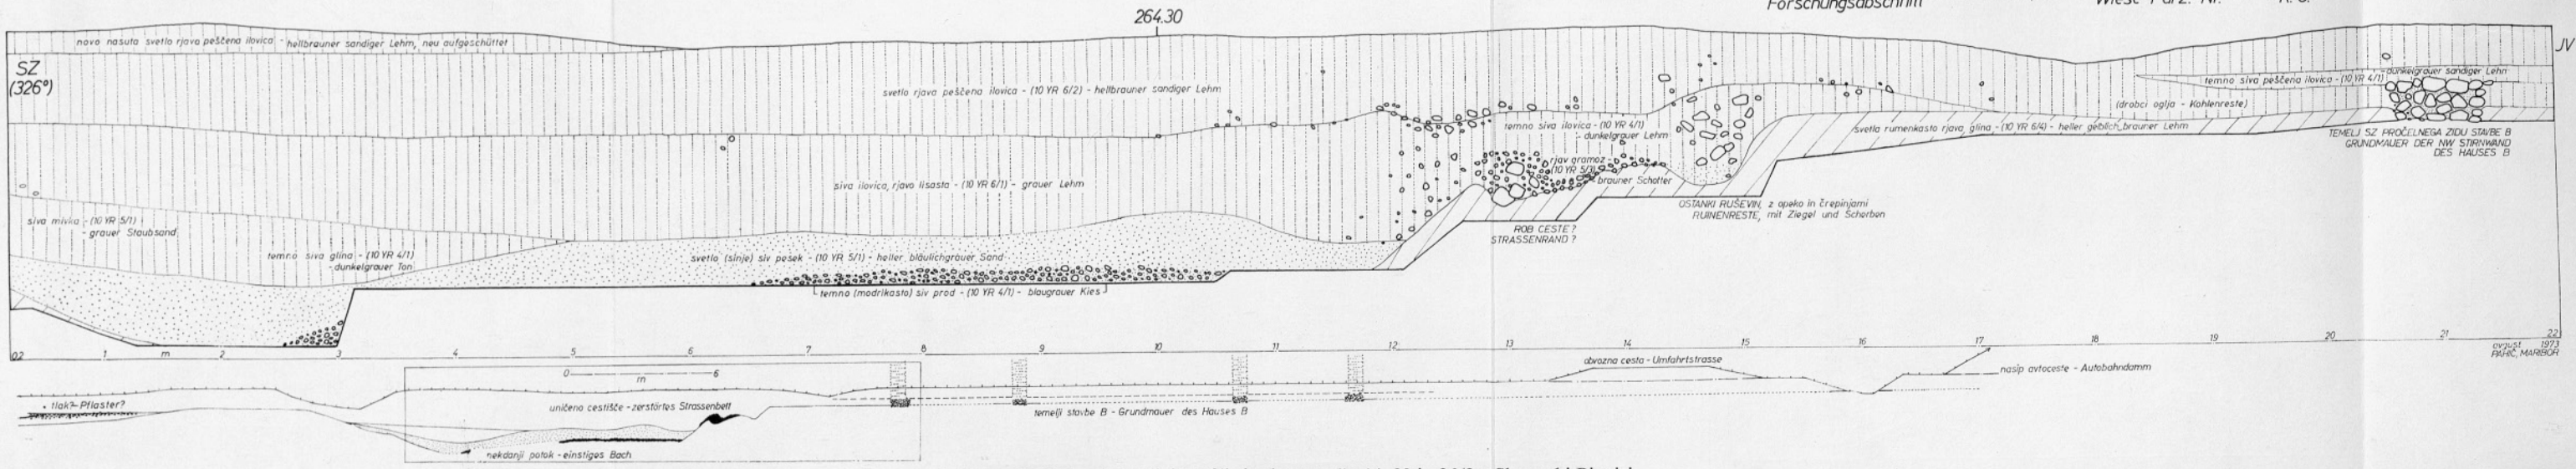 264.30
Forschungsabschnitt
Wiese Parz. Nr.
K. O.
novo nasuta svetlo rjava peščena ilovica - hellbrauner sandiger Lehm, neu aufgeschüttet
SZ
(326°)
JV
svetlo rjava peščena ilovica - (10 YR 6/2) - hellbrauner sandiger Lehm
temno siva peščena ilovica - (10 YR 4/1) - dunkelgrauer sandiger Lehm
(drobci oglja - Kohlenreste)
temno siva ilovica - (10 YR 4/1)
- dunkelgrauer Lehm
svetla rumenkasto rjava glina - (10 YR 6/4) - heller gelblich brauner Lehm
TEMELJ SZ PROČELNEGA ZIDU STAVBE B
GRUNDMAUER DER NW STIRNWAND
DES HAUSES B
rjav gramoz -
(10 YR 5/3)
- brauner Schotter
siva ilovica, rjavo lisasta - (10 YR 6/1) - grauer Lehm
OSTANKI RUŠEVIN, z opeko in črepinjami
RUINENRESTE, mit Ziegel und Scherben
siva mivka - (10 YR 5/1)
- grauer Staubsand
ROB CESTE?
STRASSENRAND?
temno siva glina - (10 YR 4/1)
- dunkelgrauer Ton
svetlo (sinje) siv pesek - (10 YR 5/1) - heller bläulichgrauer Sand
temno (modrikasto) siv prod - (10 YR 4/1) - blaugrauer Kies
0,2 1 m 2 3 4 5 6 7 8 9 10 11 12 13 14 15 16 17 18 19 20 21 22
avgust 1973
PAHIČ, MARIBOR
0 m 6
obvozna cesta - Umfahrtstrasse
nasip avtoceste - Autobahndamm
tlak? - Pflaster?
uničeno cestišče - zerstörtes Strassenbett
temelji stavbe B - Grundmauer des Hauses B
nekdanji potok - einstiges Bach